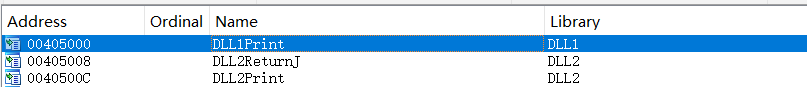 Address Ordinal Name Library
00405000 DLL1Print DLL1
00405008 DLL2ReturnJ DLL2
0040500C DLL2Print DLL2